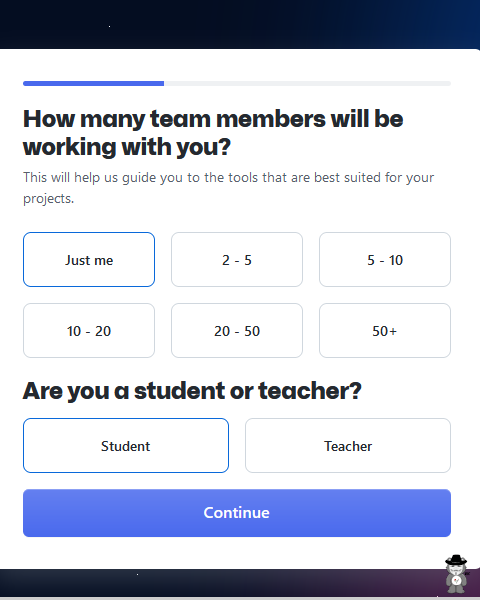 How many team members will be
working with you?
This will help us guide you to the tools that are best suited for your
projects.
Just me
2 - 5
5 - 10
10 - 20
20 - 50
50+
Are you a student or teacher?
Student
Teacher
Continue